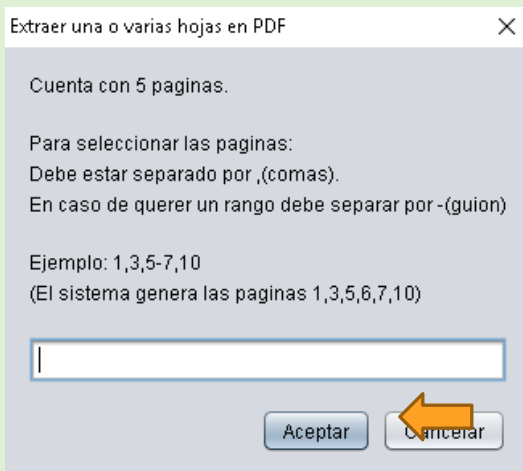 Extraer una o varias hojas en PDF
Cuenta con 5 paginas.
Para seleccionar las paginas:
Debe estar separado por ,(comas).
En caso de querer un rango debe separar por -(guion)
Ejemplo: 1,3,5-7,10
(El sistema genera las paginas 1,3,5,6,7,10)
Aceptar Cancelar